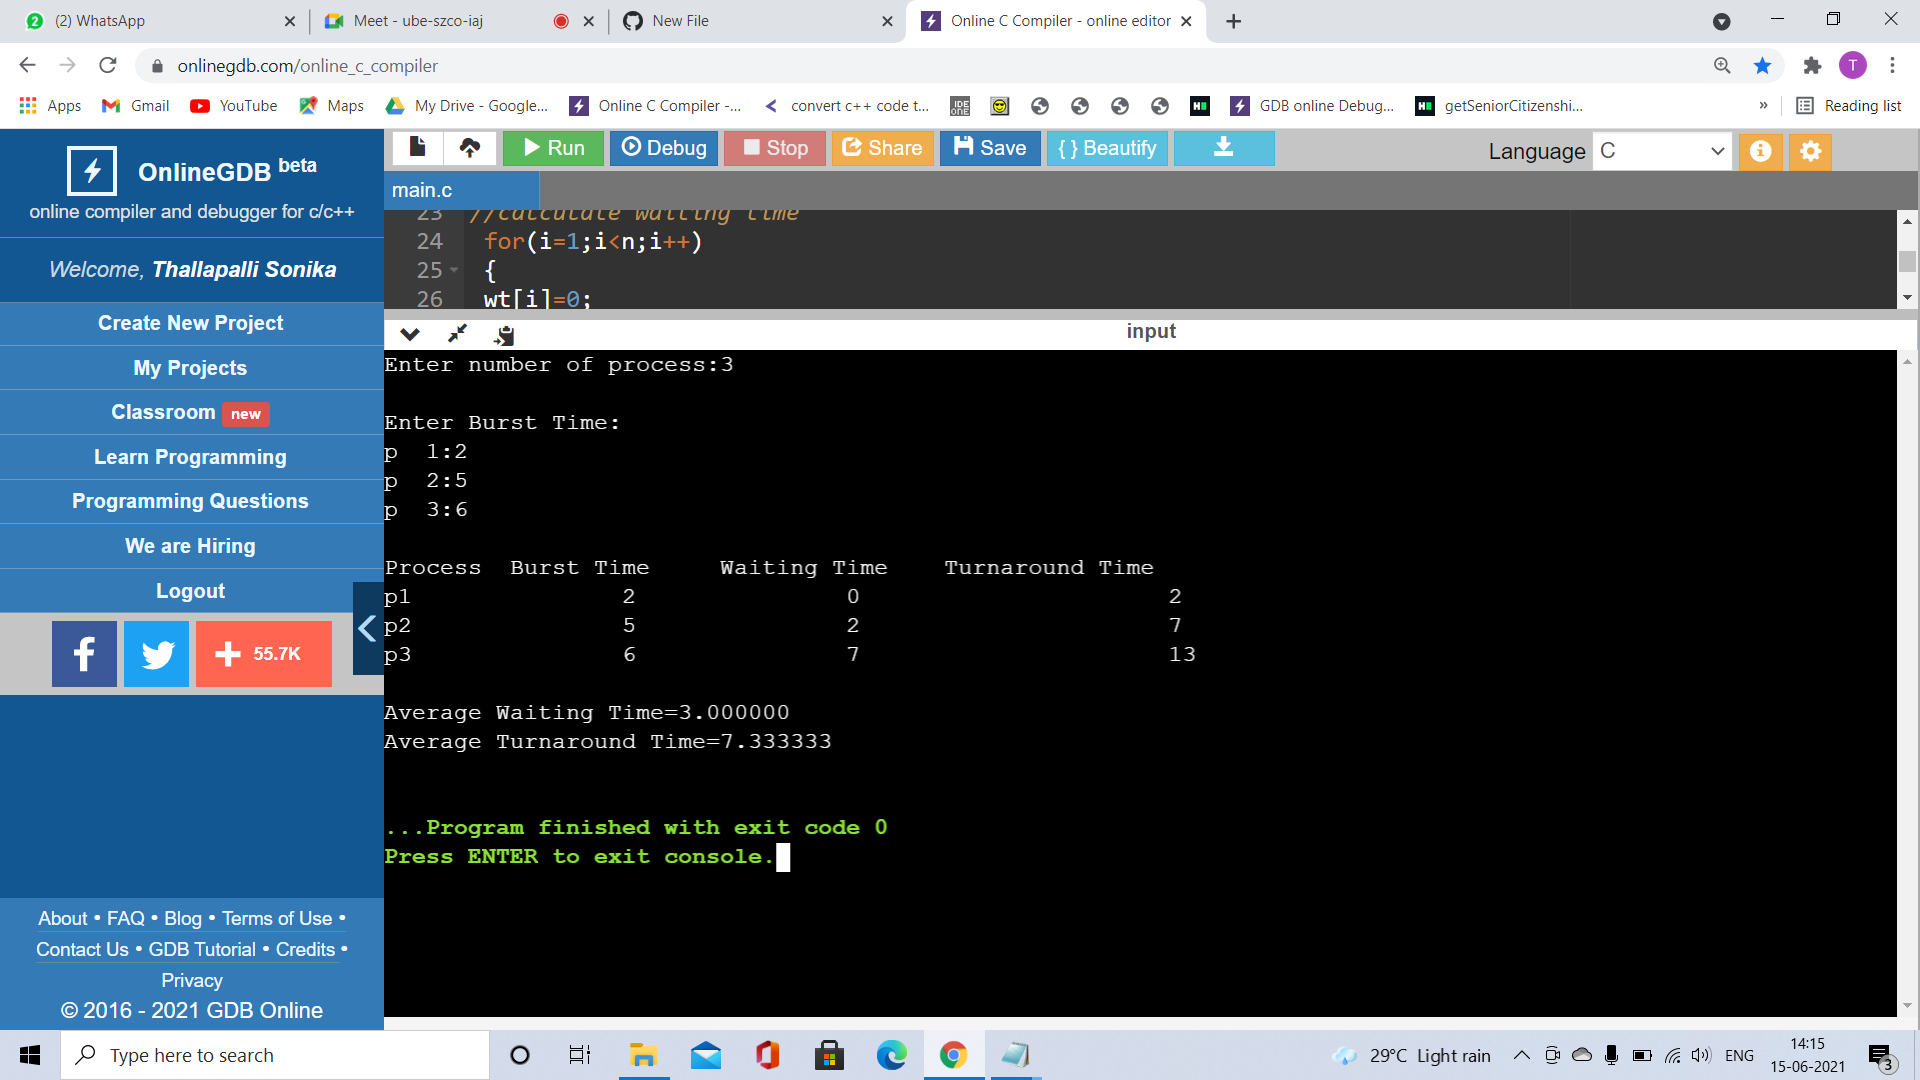 (2) WhatsApp
Meet - ube-szco-iaj
New File
Online C Compiler - online editor
onlinegdb.com/online_c_compiler
T
Apps
Gmail
YouTube
Maps
My Drive - Google...
Online C Compiler -...
convert c++ code t...
GDB online Debug...
getSeniorCitizenshi...
»
Reading list
OnlineGDB beta
online compiler and debugger for c/c++
Welcome, Thallapalli Sonika
Create New Project
My Projects
Classroom new
Learn Programming
Programming Questions
We are Hiring
Logout
55.7K
About • FAQ • Blog • Terms of Use •
Contact Us • GDB Tutorial • Credits •
Privacy
© 2016 - 2021 GDB Online
Run
Debug
Stop
Share
Save
{ } Beautify
Language C
main.c
23 //calculate waiting time
24 for(i=1;i<n;i++)
25 {
26 wt[i]=0;
input
Enter number of process:3
Enter Burst Time:
p  1:2
p  2:5
p  3:6
Process  Burst Time     Waiting Time    Turnaround Time
p1 2 0 2
p2 5 2 7
p3 6 7 13
Average Waiting Time=3.000000
Average Turnaround Time=7.333333
...Program finished with exit code 0
Press ENTER to exit console.
Type here to search
29°C Light rain
ENG
14:15
15-06-2021
3